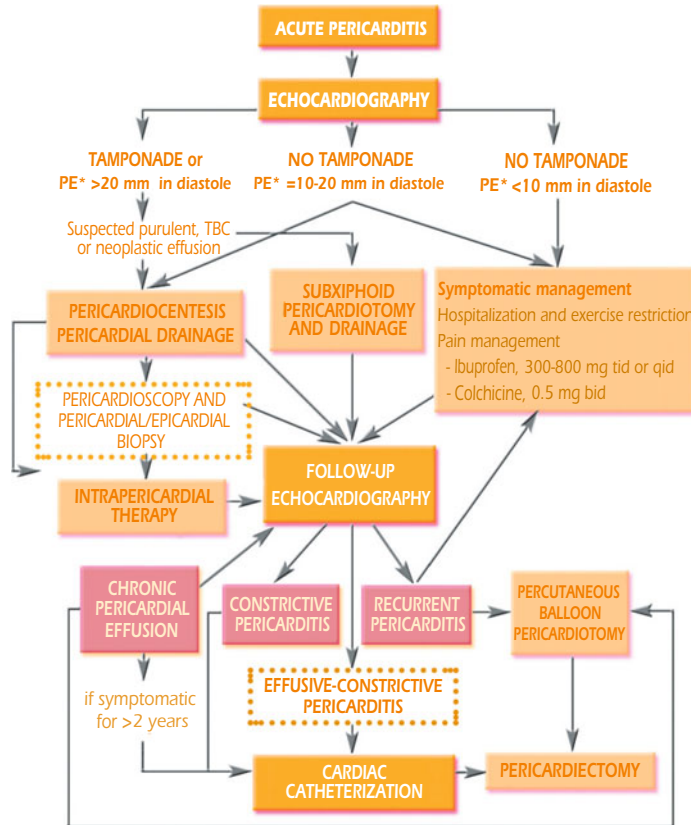 ACUTE PERICARDITIS
ECHOCARDIOGRAPHY
TAMPONADE or
PE* >20 mm in diastole
NO TAMPONADE
PE* =10-20 mm in diastole
NO TAMPONADE
PE* <10 mm in diastole
Suspected purulent, TBC
or neoplastic effusion
PERICARDIOCENTESIS
PERICARDIAL DRAINAGE
SUBXIPHOID
PERICARDIOTOMY
AND DRAINAGE
Symptomatic management
Hospitalization and exercise restriction
Pain management
- Ibuprofen, 300-800 mg tid or qid
- Colchicine, 0.5 mg bid
PERICARDIOSCOPY AND
PERICARDIAL/EPICARDIAL
BIOPSY
INTRAPERICARDIAL
THERAPY
FOLLOW-UP
ECHOCARDIOGRAPHY
CHRONIC
PERICARDIAL
EFFUSION
CONSTRICTIVE
PERICARDITIS
RECURRENT
PERICARDITIS
PERCUTANEOUS
BALLOON
PERICARDIOTOMY
if symptomatic
for >2 years
EFFUSIVE-CONSTRICTIVE
PERICARDITIS
CARDIAC
CATHETERIZATION
PERICARDIECTOMY